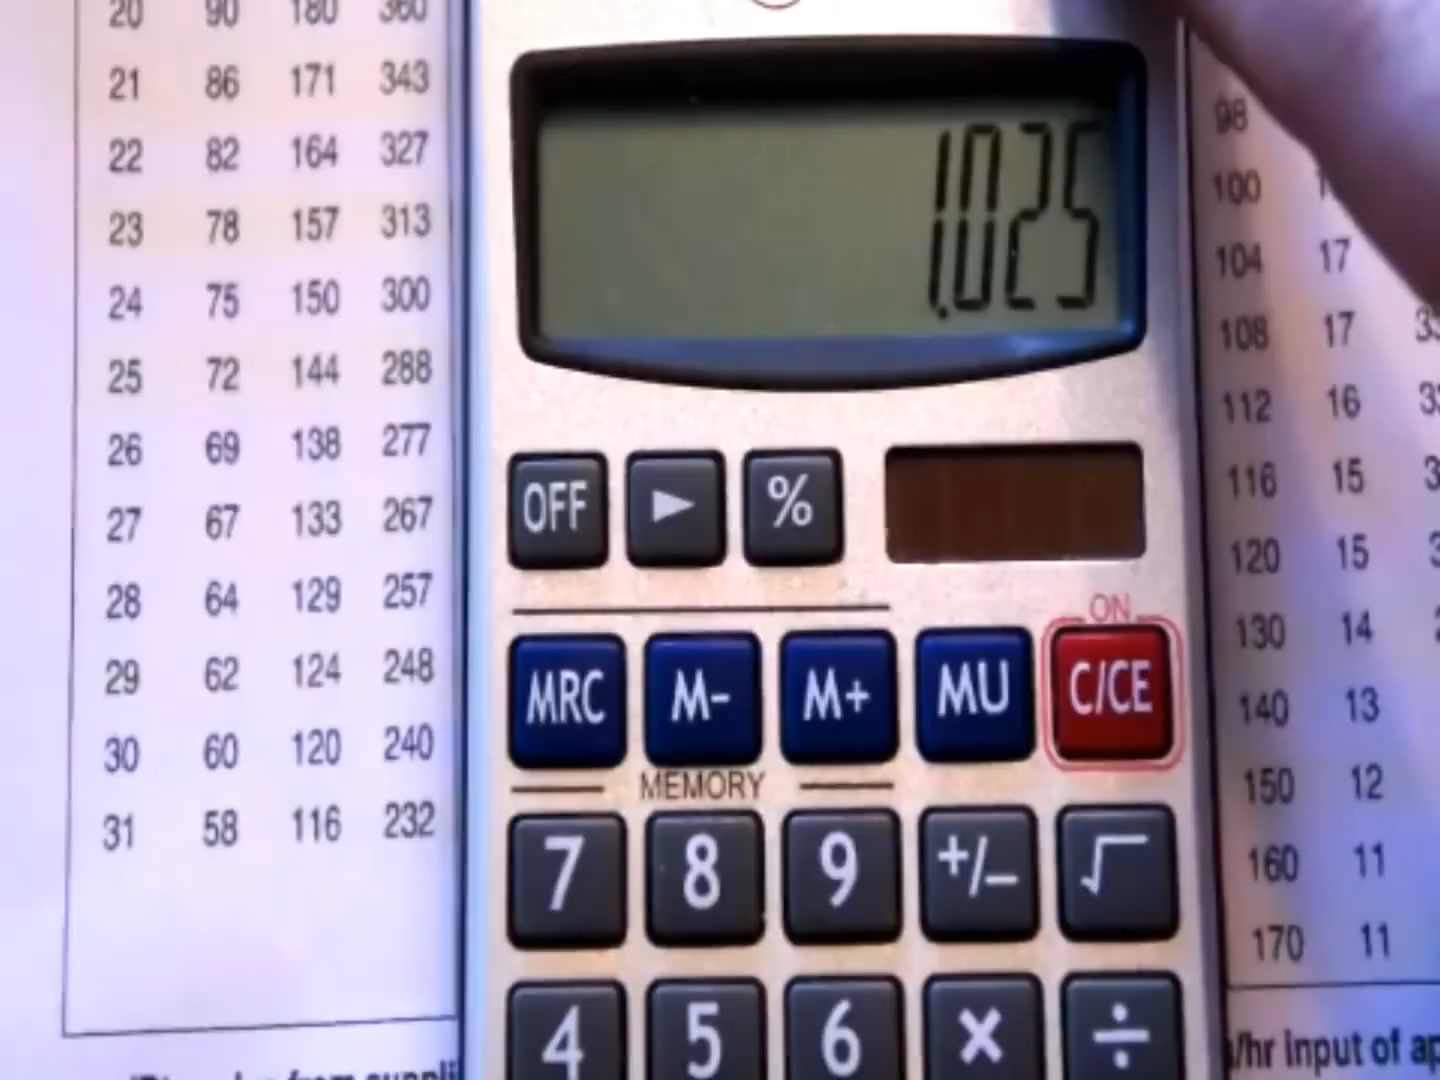 20 90 180 360
21 86 171 343
22 82 164 327
23 78 157 313
24 75 150 300
25 72 144 288
26 69 138 277
27 67 133 267
28 64 129 257
29 62 124 248
30 60 120 240
31 58 116 232
1.025
OFF ► %
ON
MRC M- M+ MU C/CE
MEMORY
7 8 9 +/- √
4 5 6 × ÷
98
100
104 17
108 17
112 16
116 15
120 15
130 14
140 13
150 12
160 11
170 11
/hr input of